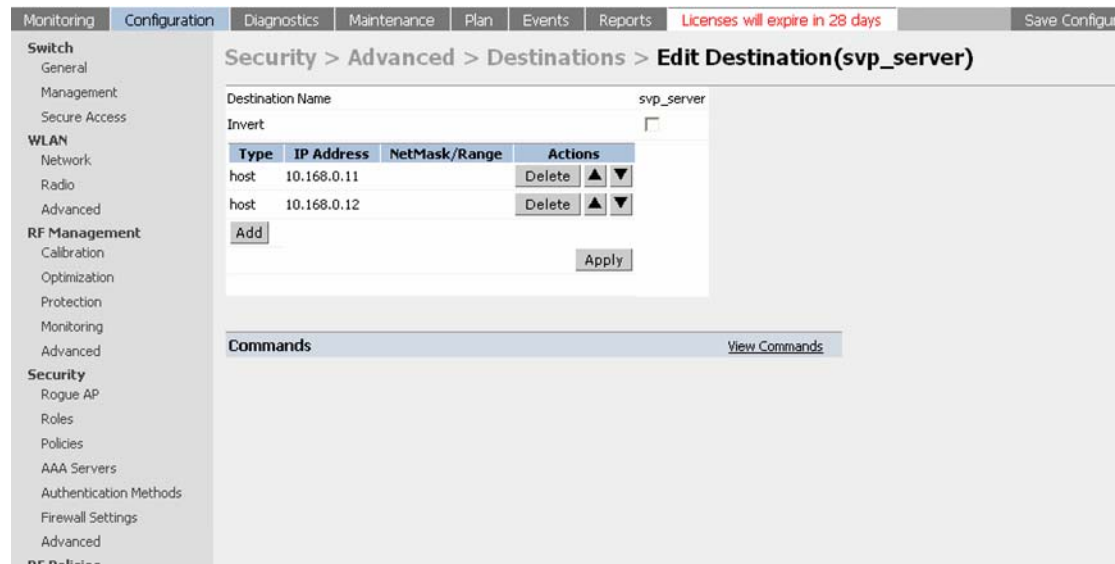 Monitoring Configuration Diagnostics Maintenance Plan Events Reports Licenses will expire in 28 days Save Configu
Switch
General
Management
Secure Access
WLAN
Network
Radio
Advanced
RF Management
Calibration
Optimization
Protection
Monitoring
Advanced
Security
Rogue AP
Roles
Policies
AAA Servers
Authentication Methods
Firewall Settings
Advanced
Security > Advanced > Destinations > Edit Destination(svp_server)
Destination Name svp_server
Invert
Type IP Address NetMask/Range Actions
host 10.168.0.11 Delete ▲ ▼
host 10.168.0.12 Delete ▲ ▼
Add
Apply
Commands View Commands